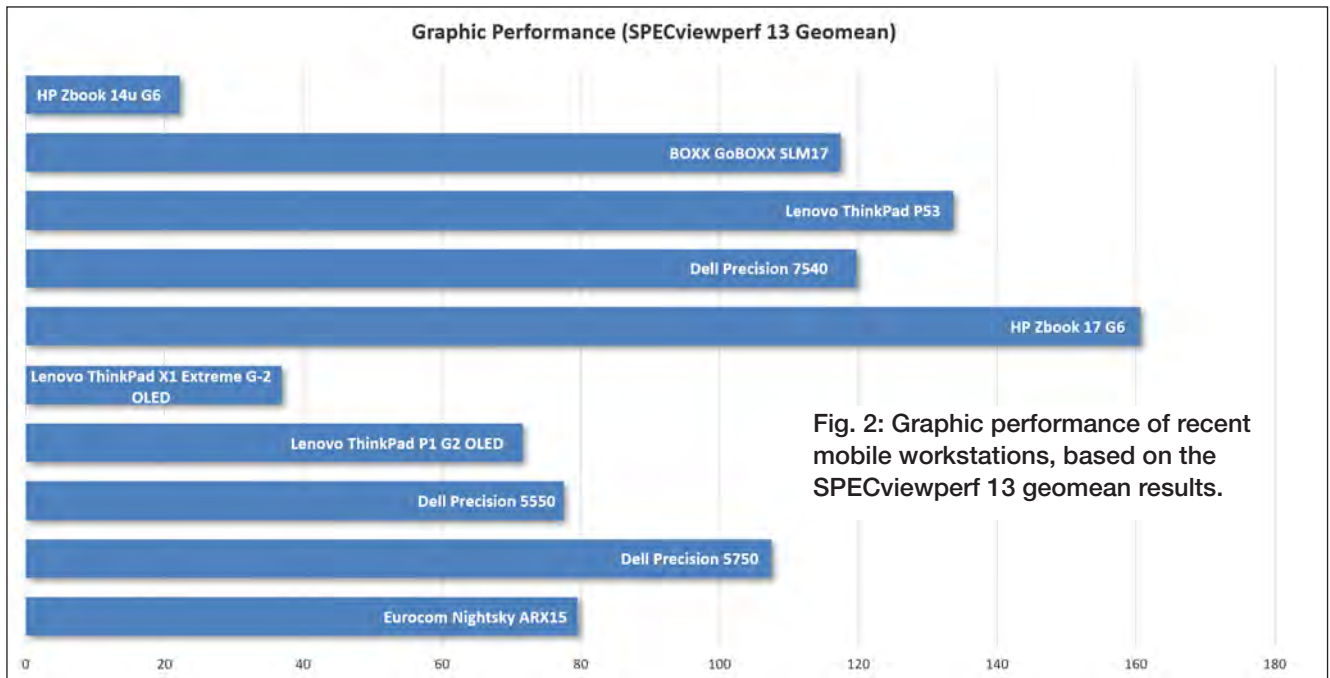 Graphic Performance (SPECviewperf 13 Geomean)
HP Zbook 14u G6
BOXX GoBOXX SLM17
Lenovo ThinkPad P53
Dell Precision 7540
HP Zbook 17 G6
Lenovo ThinkPad X1 Extreme G-2
OLED
Lenovo ThinkPad P1 G2 OLED
Fig. 2: Graphic performance of recent
mobile workstations, based on the
SPECviewperf 13 geomean results.
Dell Precision 5550
Dell Precision 5750
Eurocom Nightsky ARX15
0 20 40 60 80 100 120 140 160 180